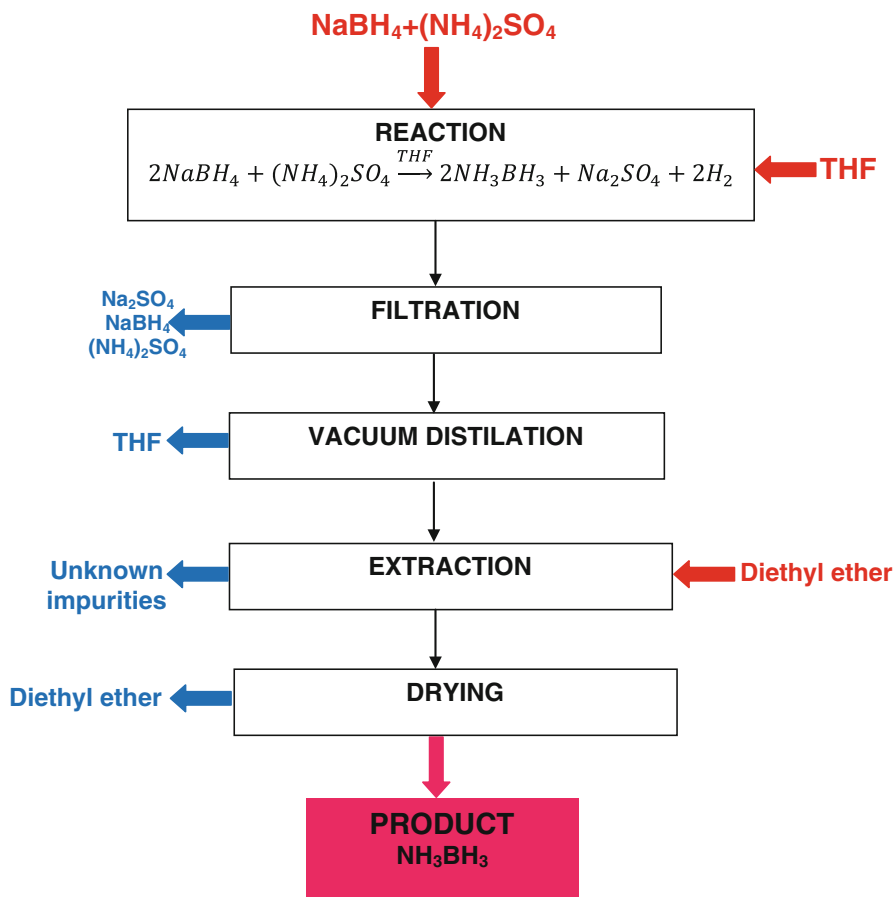 NaBH₄+(NH₄)₂SO₄
REACTION
2NaBH₄ + (NH₄)₂SO₄ —THF→ 2NH₃BH₃ + Na₂SO₄ + 2H₂
THF
FILTRATION
Na₂SO₄
NaBH₄
(NH₄)₂SO₄
VACUUM DISTILATION
THF
EXTRACTION
Unknown
impurities
Diethyl ether
DRYING
Diethyl ether
PRODUCT
NH₃BH₃